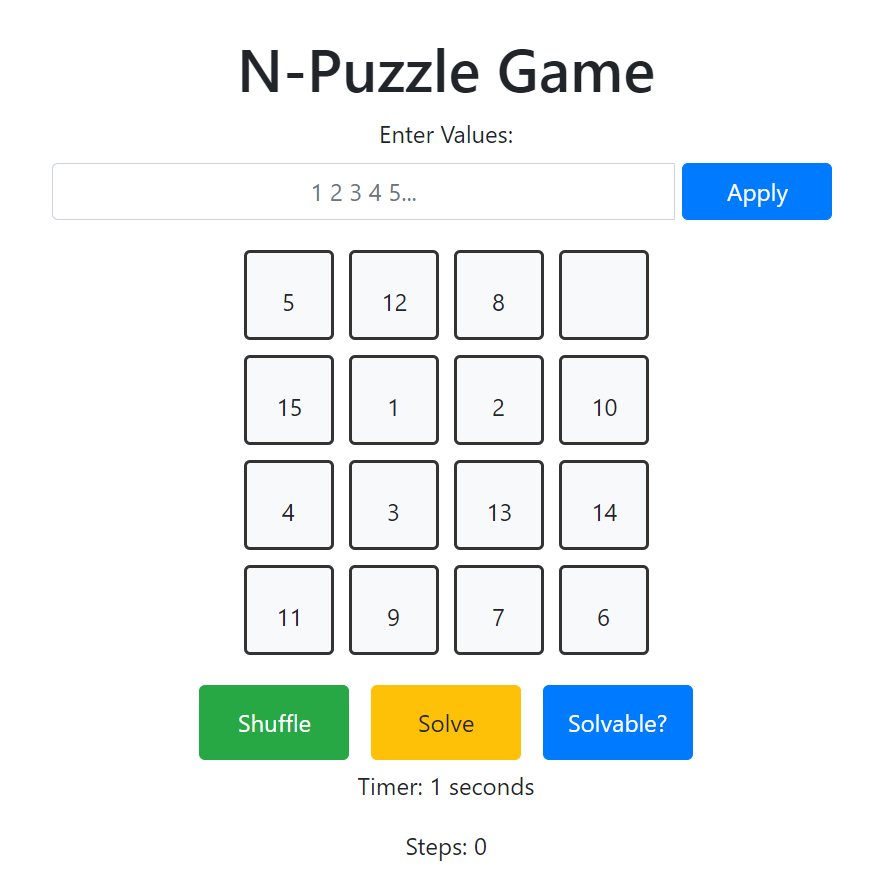 N-Puzzle Game
Enter Values:
1 2 3 4 5... Apply
5 12 8
15 1 2 10
4 3 13 14
11 9 7 6
Shuffle Solve Solvable?
Timer: 1 seconds
Steps: 0